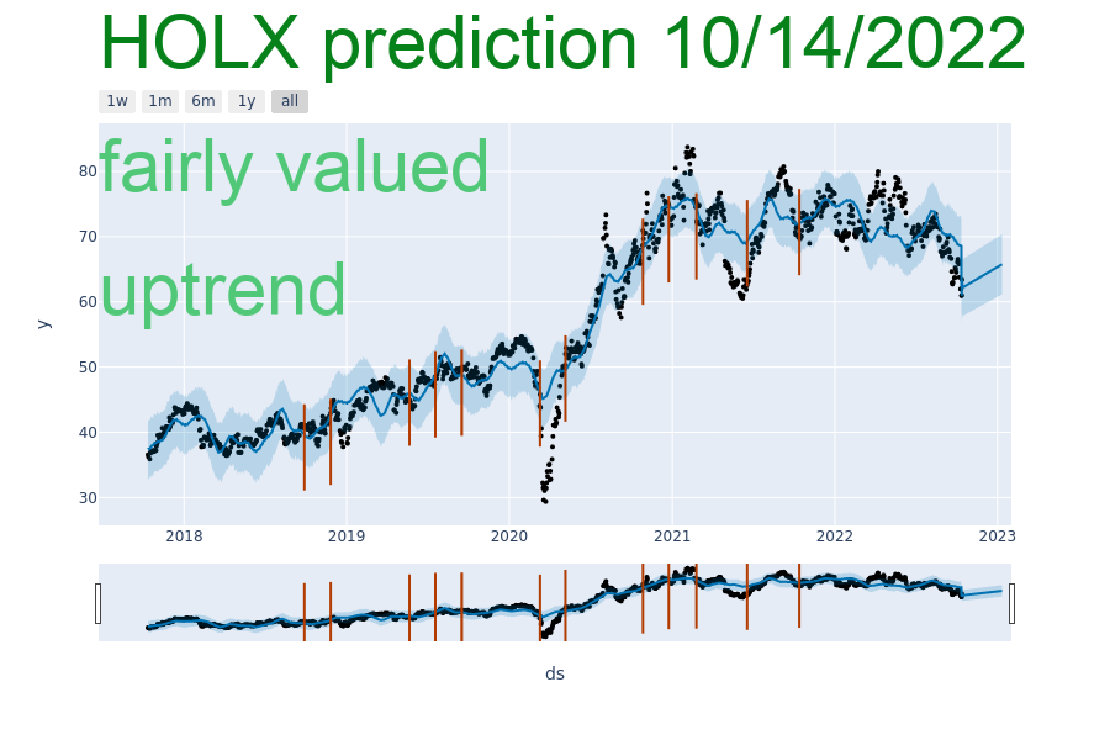 HOLX prediction 10/14/2022
1w 1m 6m 1y all
fairly valued
uptrend
80
70
60
50
40
30
y
2018 2019 2020 2021 2022 2023
ds